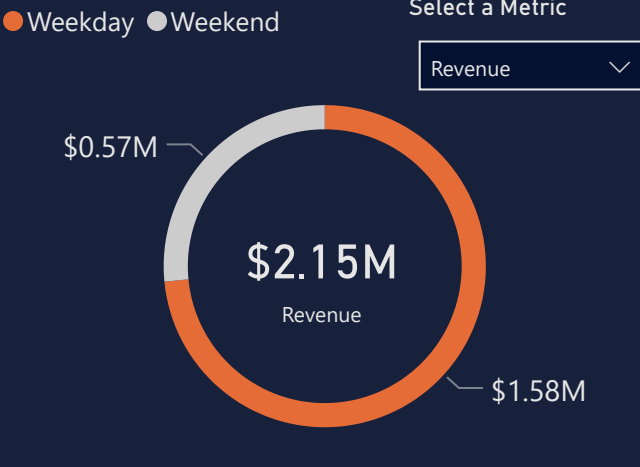 Weekday Weekend
Select a Metric
Revenue
$0.57M
$2.15M
Revenue
$1.58M